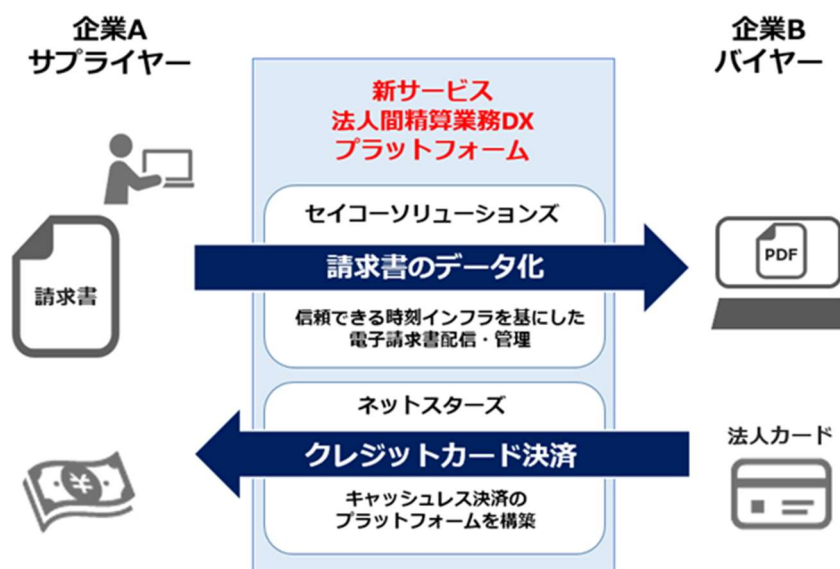 企業A
サプライヤー
企業B
バイヤー
新サービス
法人間精算業務DX
プラットフォーム
セイコーソリューションズ
請求書のデータ化
信頼できる時刻インフラを基にした
電子請求書配信・管理
請求書
PDF
ネットスターズ
クレジットカード決済
キャッシュレス決済の
プラットフォームを構築
法人カード
¥